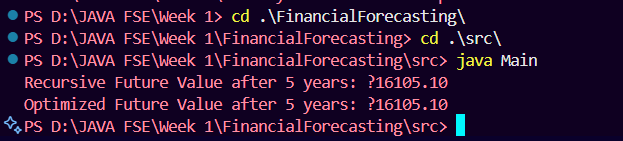 PS D:\JAVA FSE\Week 1> cd .\FinancialForecasting\
PS D:\JAVA FSE\Week 1\FinancialForecasting> cd .\src\
PS D:\JAVA FSE\Week 1\FinancialForecasting\src> java Main
Recursive Future Value after 5 years: ?16105.10
Optimized Future Value after 5 years: ?16105.10
PS D:\JAVA FSE\Week 1\FinancialForecasting\src>